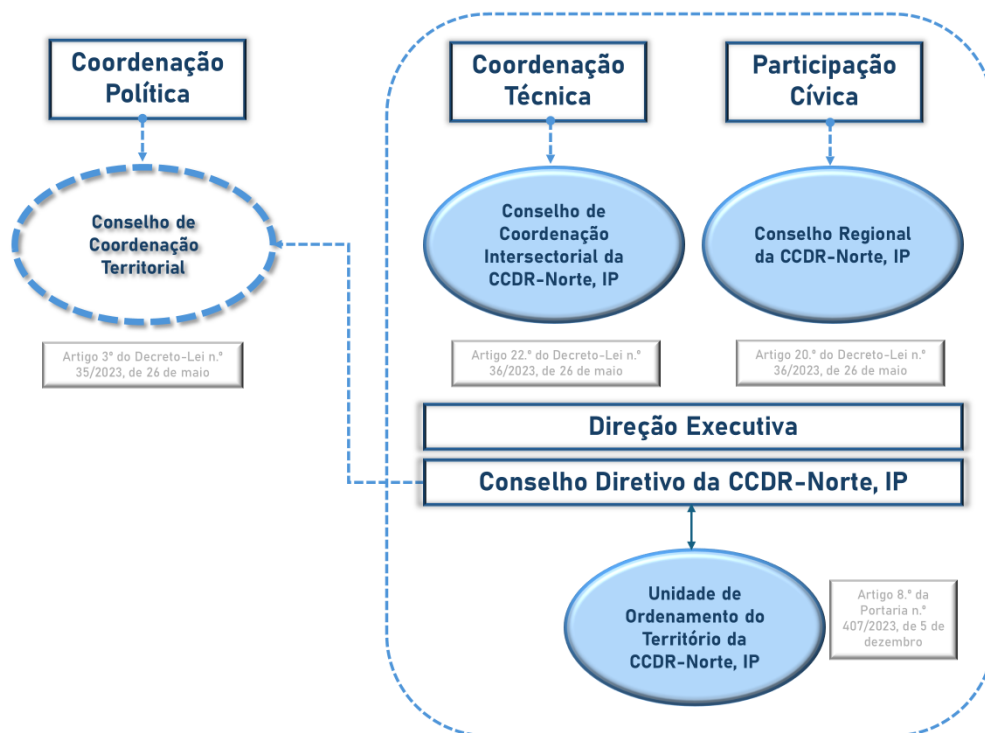 Coordenação
Política
Coordenação
Técnica
Participação
Cívica
Conselho de
Coordenação
Territorial
Conselho de
Coordenação
Intersectorial da
CCDR-Norte, IP
Conselho Regional
da CCDR-Norte, IP
Artigo 3º do Decreto-Lei n.º
35/2023, de 26 de maio
Artigo 22.º do Decreto-Lei n.º
36/2023, de 26 de maio
Artigo 20.º do Decreto-Lei n.º
36/2023, de 26 de maio
Direção Executiva
Conselho Diretivo da CCDR-Norte, IP
Unidade de
Ordenamento do
Território da
CCDR-Norte, IP
Artigo 8.º da
Portaria n.º
407/2023, de 5 de
dezembro